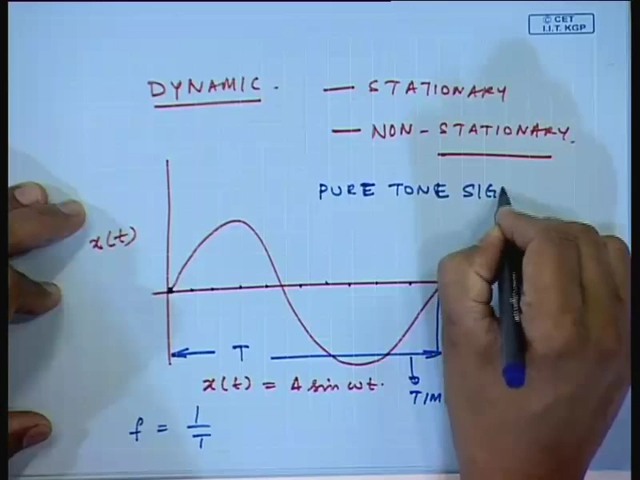 © CET
I.I.T. KGP
DYNAMIC. — STATIONARY
— NON-STATIONARY.
PURE TONE SIG
x(t)
T
x(t) = A sin ωt.
TIM
f = 1/T